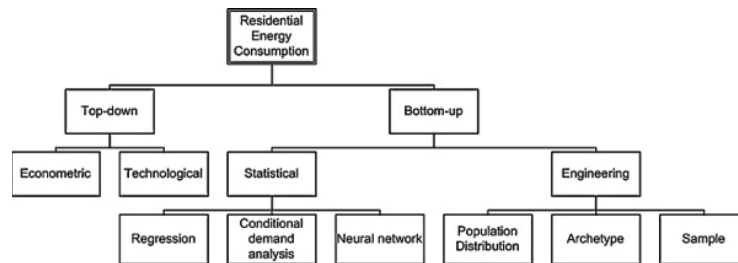 Residential
Energy
Consumption
Top-down
Bottom-up
Econometric
Technological
Statistical
Engineering
Regression
Conditional
demand
analysis
Neural network
Population
Distribution
Archetype
Sample